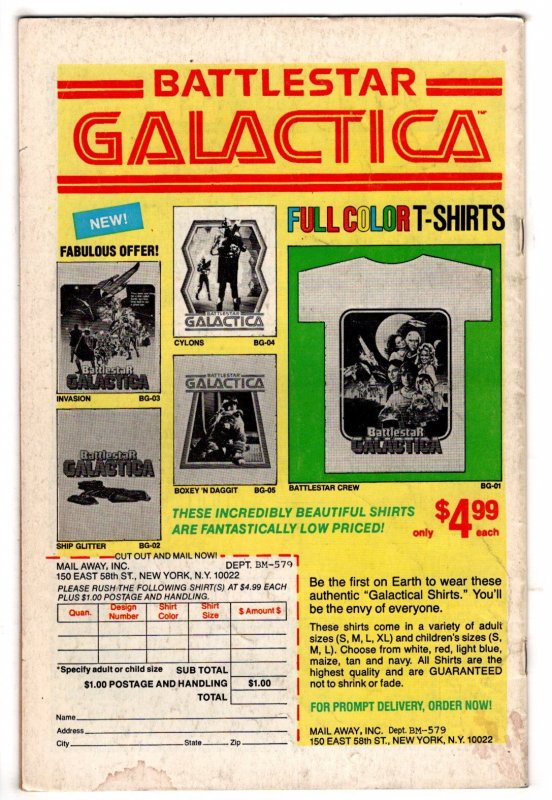 BATTLESTAR
GALACTICA™
NEW!
FABULOUS OFFER!
FULL COLOR T-SHIRTS
BattlestaR
GALACTICA
INVASION BG-03
BATTLESTAR
GALACTICA
CYLONS BG-04
BattlestaR
GALACTICA
SHIP GLITTER BG-02
BATTLESTAR
GALACTICA
BOXEY 'N DAGGIT BG-05
BattlestaR
GALACTICA
BATTLESTAR CREW BG-01
THESE INCREDIBLY BEAUTIFUL SHIRTS
ARE FANTASTICALLY LOW PRICED!
only $4.99 each
CUT OUT AND MAIL NOW!
MAIL AWAY, INC. DEPT. BM-579
150 EAST 58th ST., NEW YORK, N.Y. 10022
PLEASE RUSH THE FOLLOWING SHIRT(S) AT $4.99 EACH
PLUS $1.00 POSTAGE AND HANDLING.
Quan. Design Number Shirt Color Shirt Size $ Amount $
*Specify adult or child size SUB TOTAL
$1.00 POSTAGE AND HANDLING $1.00
TOTAL
Name
Address
City State Zip
Be the first on Earth to wear these
authentic "Galactical Shirts." You'll
be the envy of everyone.
These shirts come in a variety of adult
sizes (S, M, L, XL) and children's sizes (S,
M, L). Choose from white, red, light blue,
maize, tan and navy. All Shirts are the
highest quality and are GUARANTEED
not to shrink or fade.
FOR PROMPT DELIVERY, ORDER NOW!
MAIL AWAY, INC. Dept. BM-579
150 EAST 58th ST., NEW YORK, N.Y. 10022